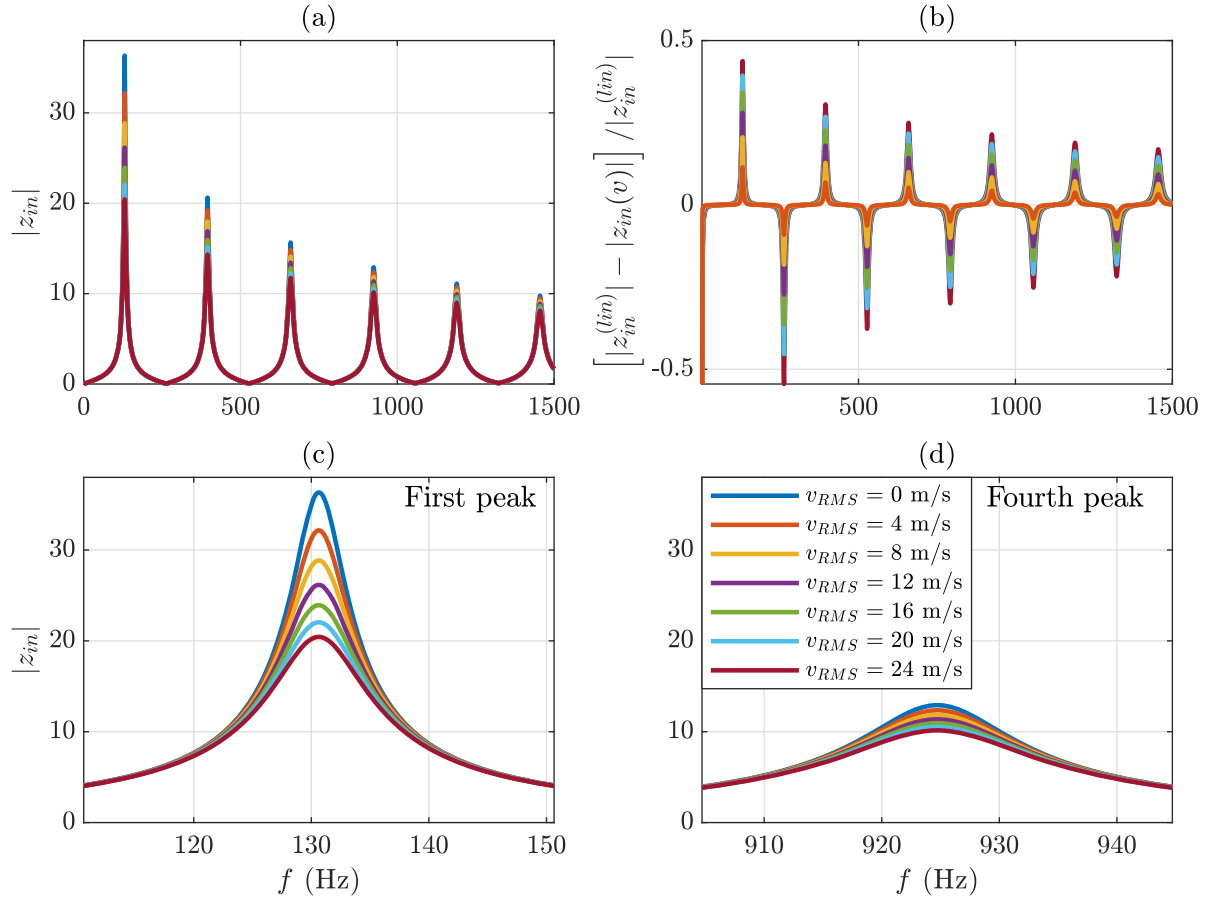 (a)
|z_in|
30
20
10
0
0 500 1000 1500
(b)
[|z_in^(lin)| − |z_in(v)|] /|z_in^(lin)|
0.5
0
-0.5
500 1000 1500
(c)
First peak
|z_in|
30
20
10
0
120 130 140 150
f (Hz)
(d)
Fourth peak
v_RMS = 0 m/s
v_RMS = 4 m/s
v_RMS = 8 m/s
v_RMS = 12 m/s
v_RMS = 16 m/s
v_RMS = 20 m/s
v_RMS = 24 m/s
30
20
10
0
910 920 930 940
f (Hz)